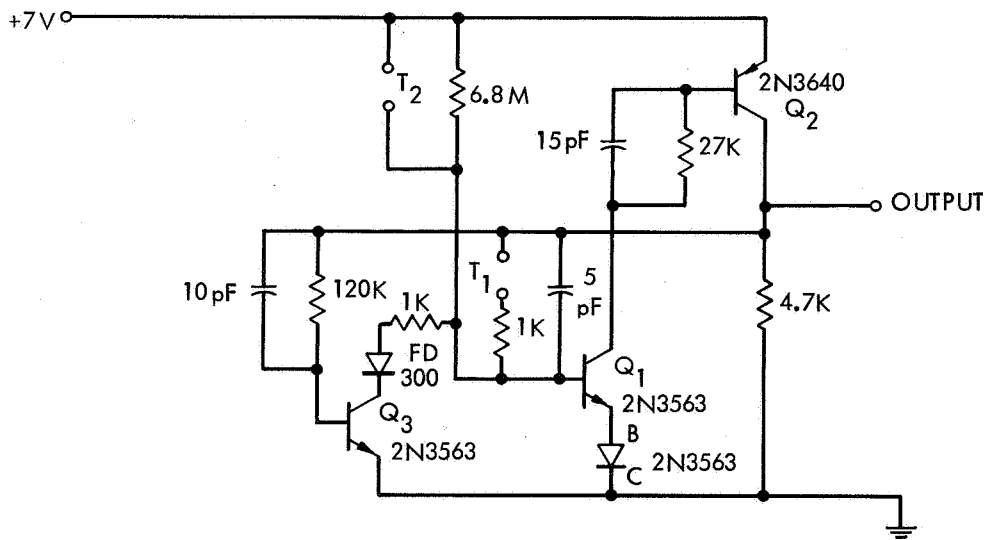 +7V
T2
6.8M
2N3640
Q2
15pF
27K
OUTPUT
10pF
120K
T1
5
pF
4.7K
1K
1K
FD
300
Q1
2N3563
Q3
2N3563
B
C
2N3563